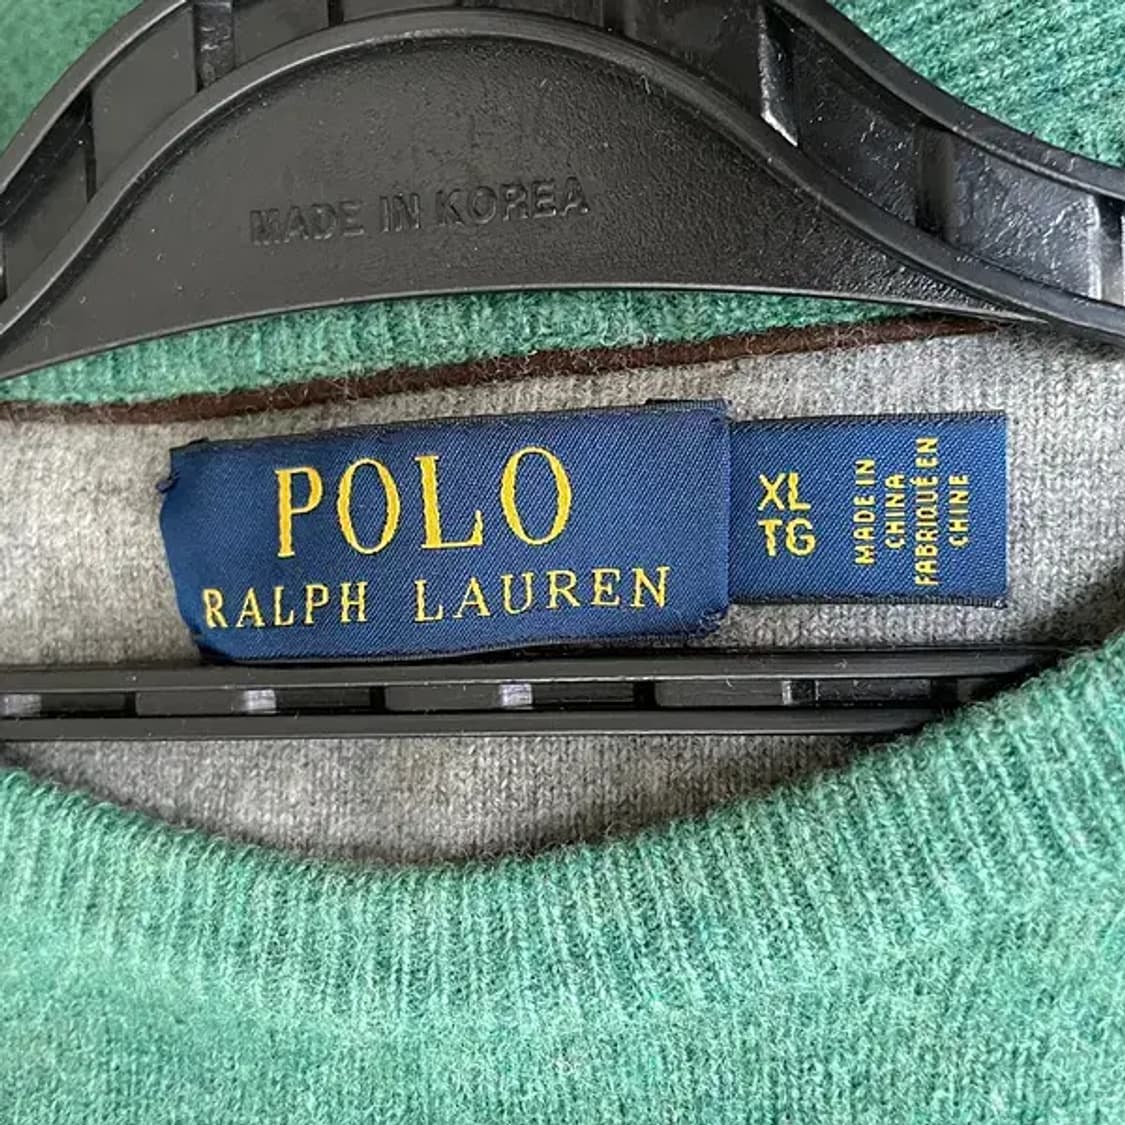 MADE IN KOREA
POLO
RALPH LAUREN
XL
TG
MADE IN
CHINA
FABRIQUÉ EN
CHINE